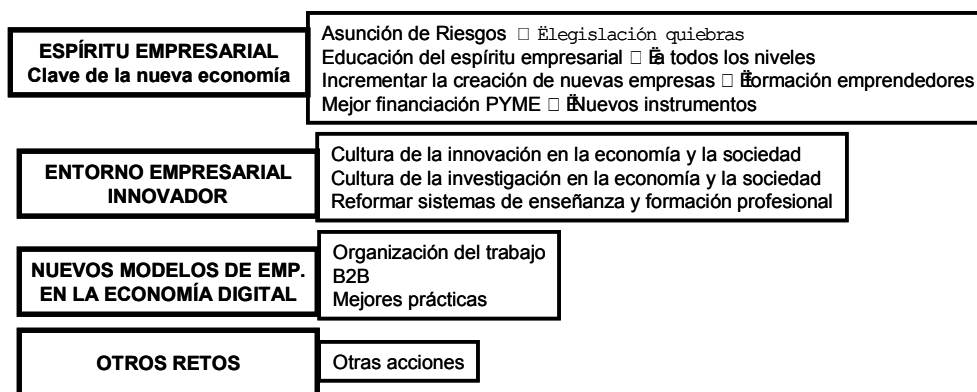 ESPÍRITU EMPRESARIAL
Clave de la nueva economía
Asunción de Riesgos □ Ëlegislación quiebras
Educación del espíritu empresarial □ a todos los niveles
Incrementar la creación de nuevas empresas □ formación emprendedores
Mejor financiación PYME □ Nuevos instrumentos
ENTORNO EMPRESARIAL
INNOVADOR
Cultura de la innovación en la economía y la sociedad
Cultura de la investigación en la economía y la sociedad
Reformar sistemas de enseñanza y formación profesional
NUEVOS MODELOS DE EMP.
EN LA ECONOMÍA DIGITAL
Organización del trabajo
B2B
Mejores prácticas
OTROS RETOS
Otras acciones